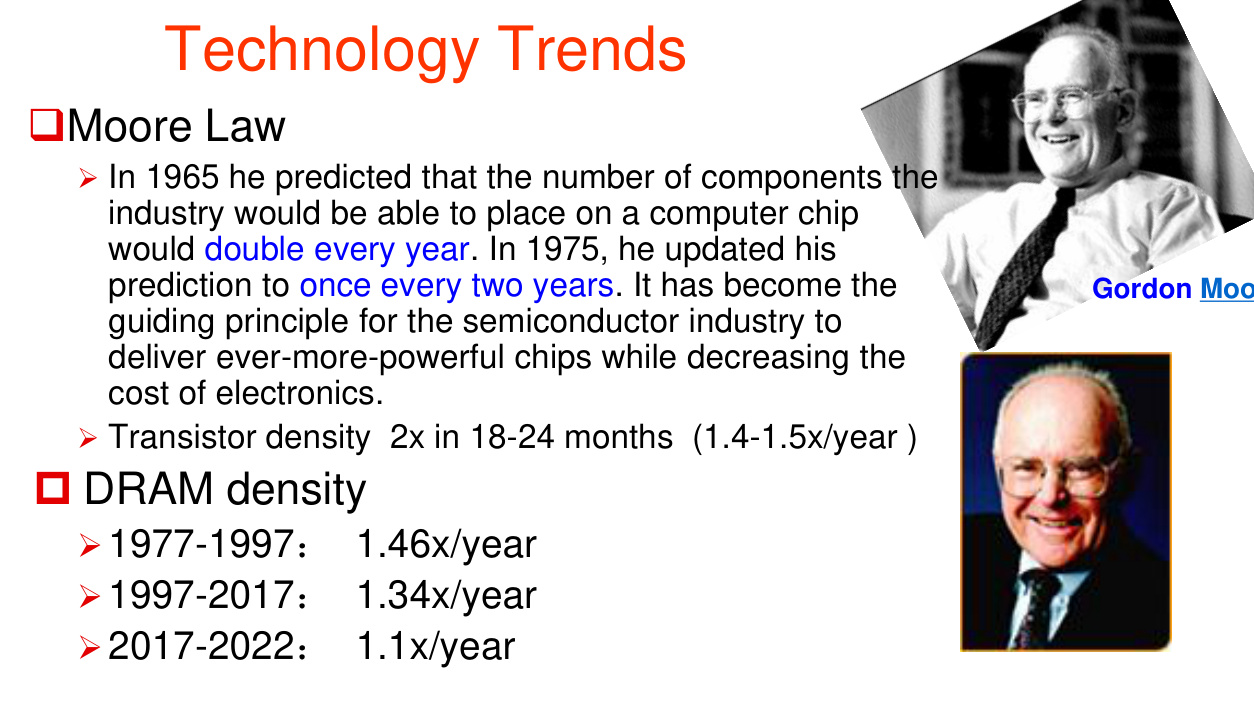 Technology Trends
Moore Law
In 1965 he predicted that the number of components the
industry would be able to place on a computer chip
would double every year. In 1975, he updated his
prediction to once every two years. It has become the
guiding principle for the semiconductor industry to
deliver ever-more-powerful chips while decreasing the
cost of electronics.
Transistor density 2x in 18-24 months (1.4-1.5x/year )
DRAM density
1977-1997： 1.46x/year
1997-2017： 1.34x/year
2017-2022： 1.1x/year
Gordon Moo